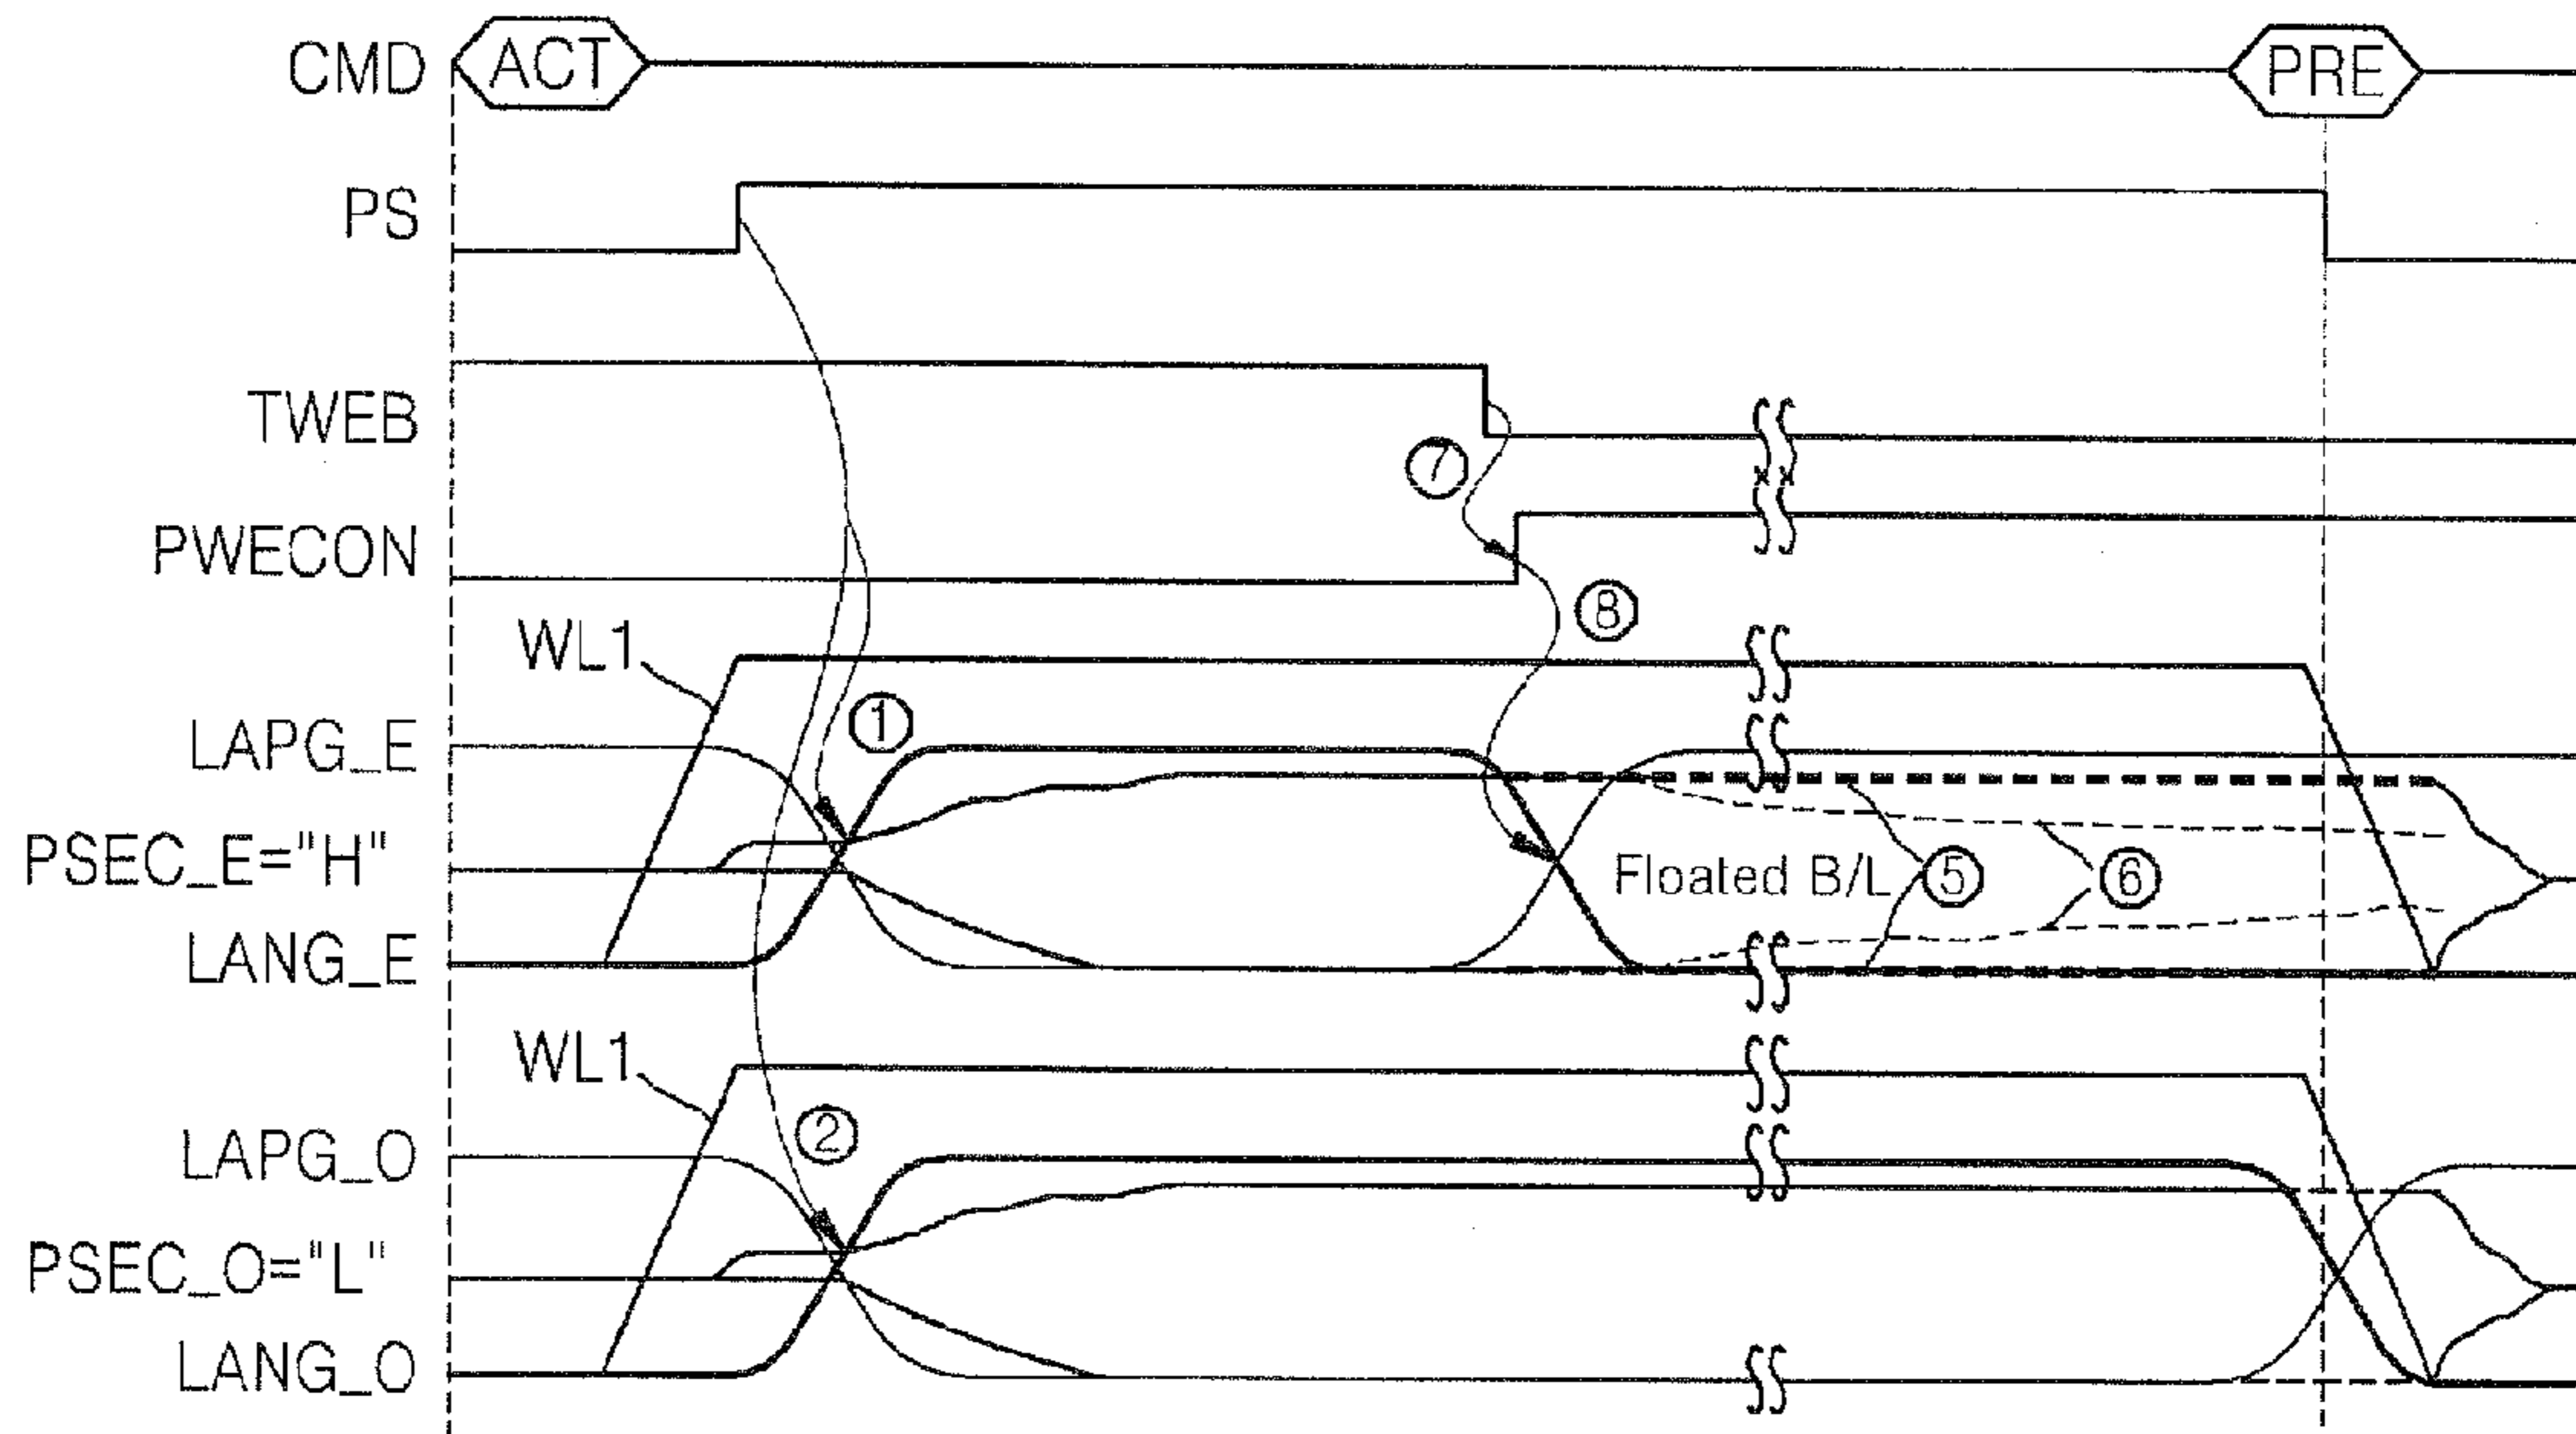 CMD ACT PRE
PS
TWEB
⑦
PWECON
⑧
WL1
①
LAPG_E
PSEC_E="H" Floated B/L ⑤ ⑥
LANG_E
WL1
②
LAPG_O
PSEC_O="L"
LANG_O